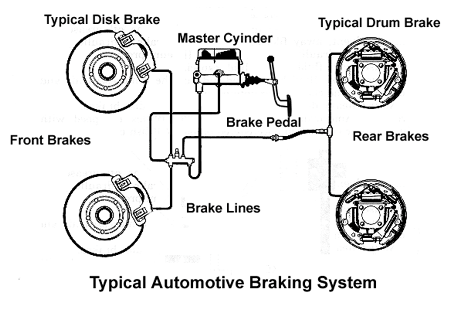 Typical Disk Brake
Typical Drum Brake
Master Cyinder
Brake Pedal
Front Brakes
Rear Brakes
Brake Lines
Typical Automotive Braking System